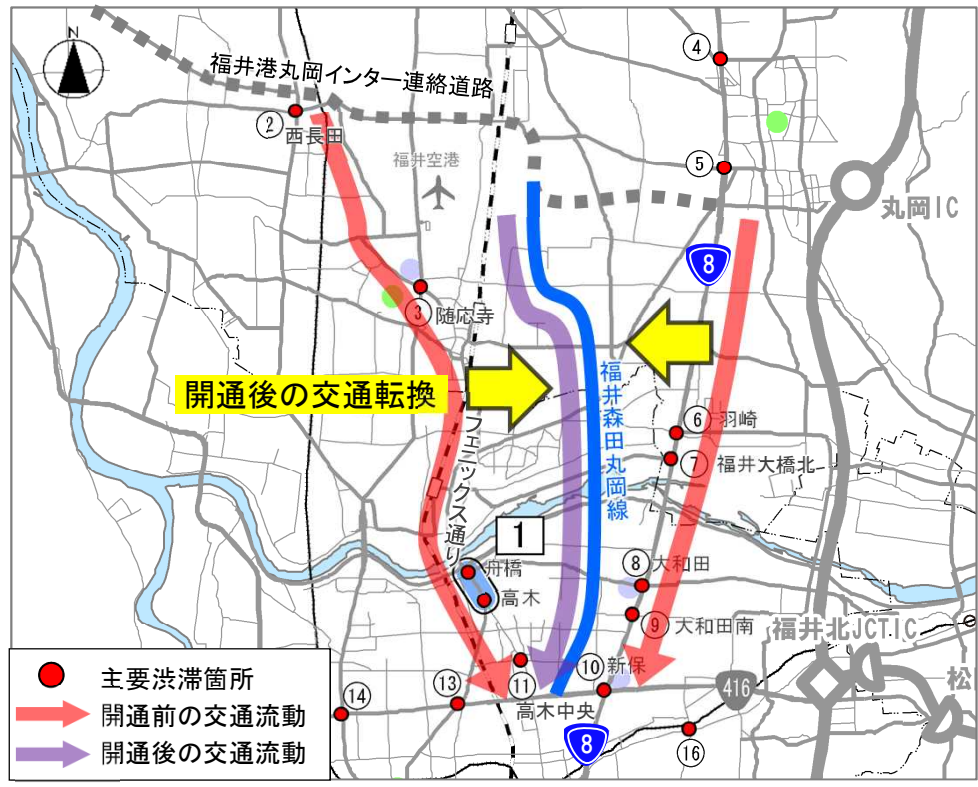 N
福井港丸岡インター連絡道路
④
②
西長田
福井空港
⑤
丸岡IC
8
③
随応寺
開通後の交通転換
福井森田丸岡線
フェニックス通り
⑥
羽崎
⑦
福井大橋北
1
舟橋
高木
⑧
大和田
⑨
大和田南
福井北JCTIC
松
⑩
新保
⑪
高木中央
⑬
⑭
416
8
⑯
主要渋滞箇所
開通前の交通流動
開通後の交通流動